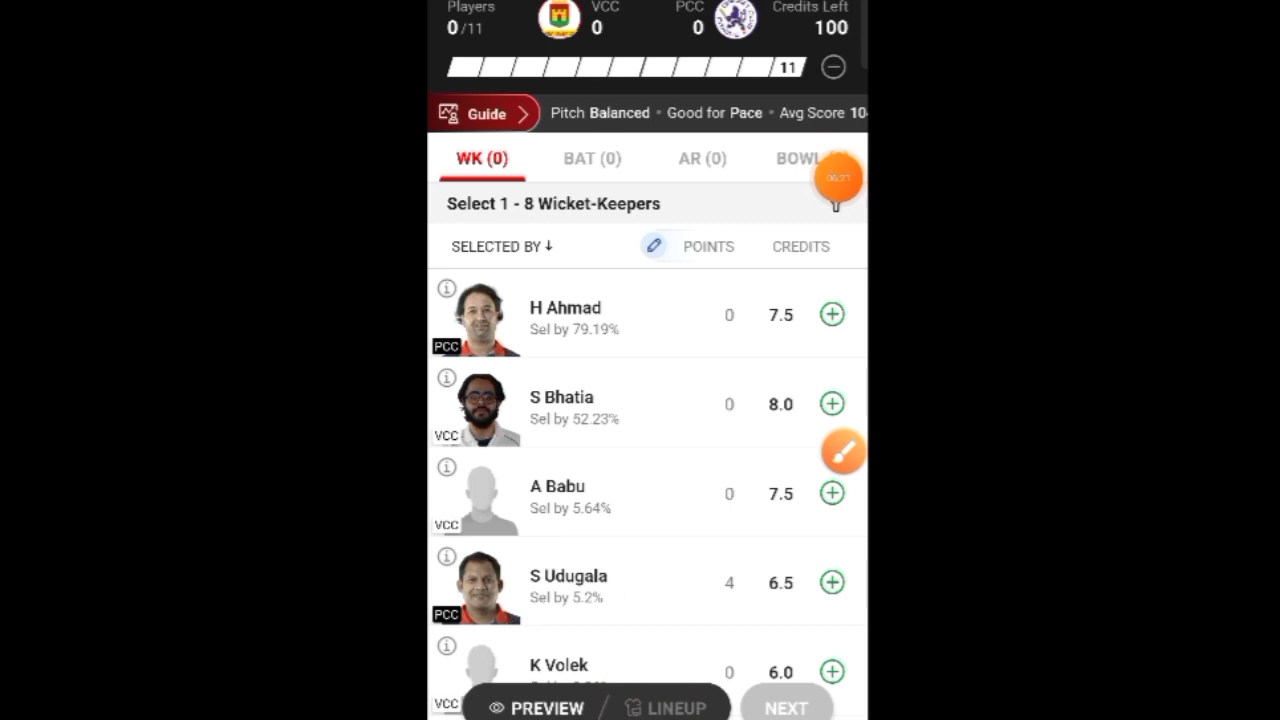 Players VCC PCC Credits Left
0/11 0 0 100
11
Guide Pitch Balanced • Good for Pace • Avg Score 10
WK (0) BAT (0) AR (0) BOWL
Select 1 - 8 Wicket-Keepers
SELECTED BY ↓ POINTS CREDITS
H Ahmad
Sel by 79.19%
0 7.5
PCC
S Bhatia
Sel by 52.23%
0 8.0
VCC
A Babu
Sel by 5.64%
0 7.5
VCC
S Udugala
Sel by 5.2%
4 6.5
PCC
K Volek
0 6.0
VCC
PREVIEW / LINEUP NEXT